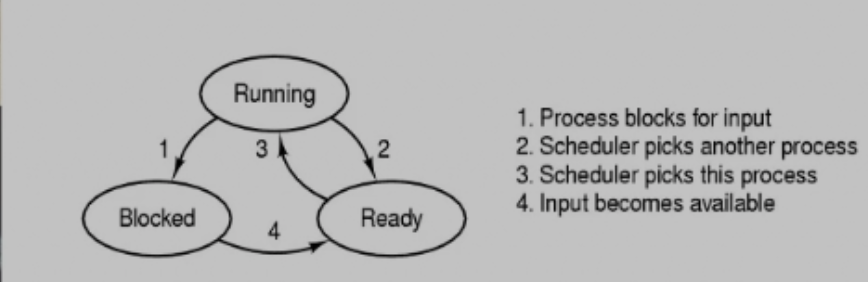 Running
1
3
2
Blocked
4
Ready
1. Process blocks for input
2. Scheduler picks another process
3. Scheduler picks this process
4. Input becomes available